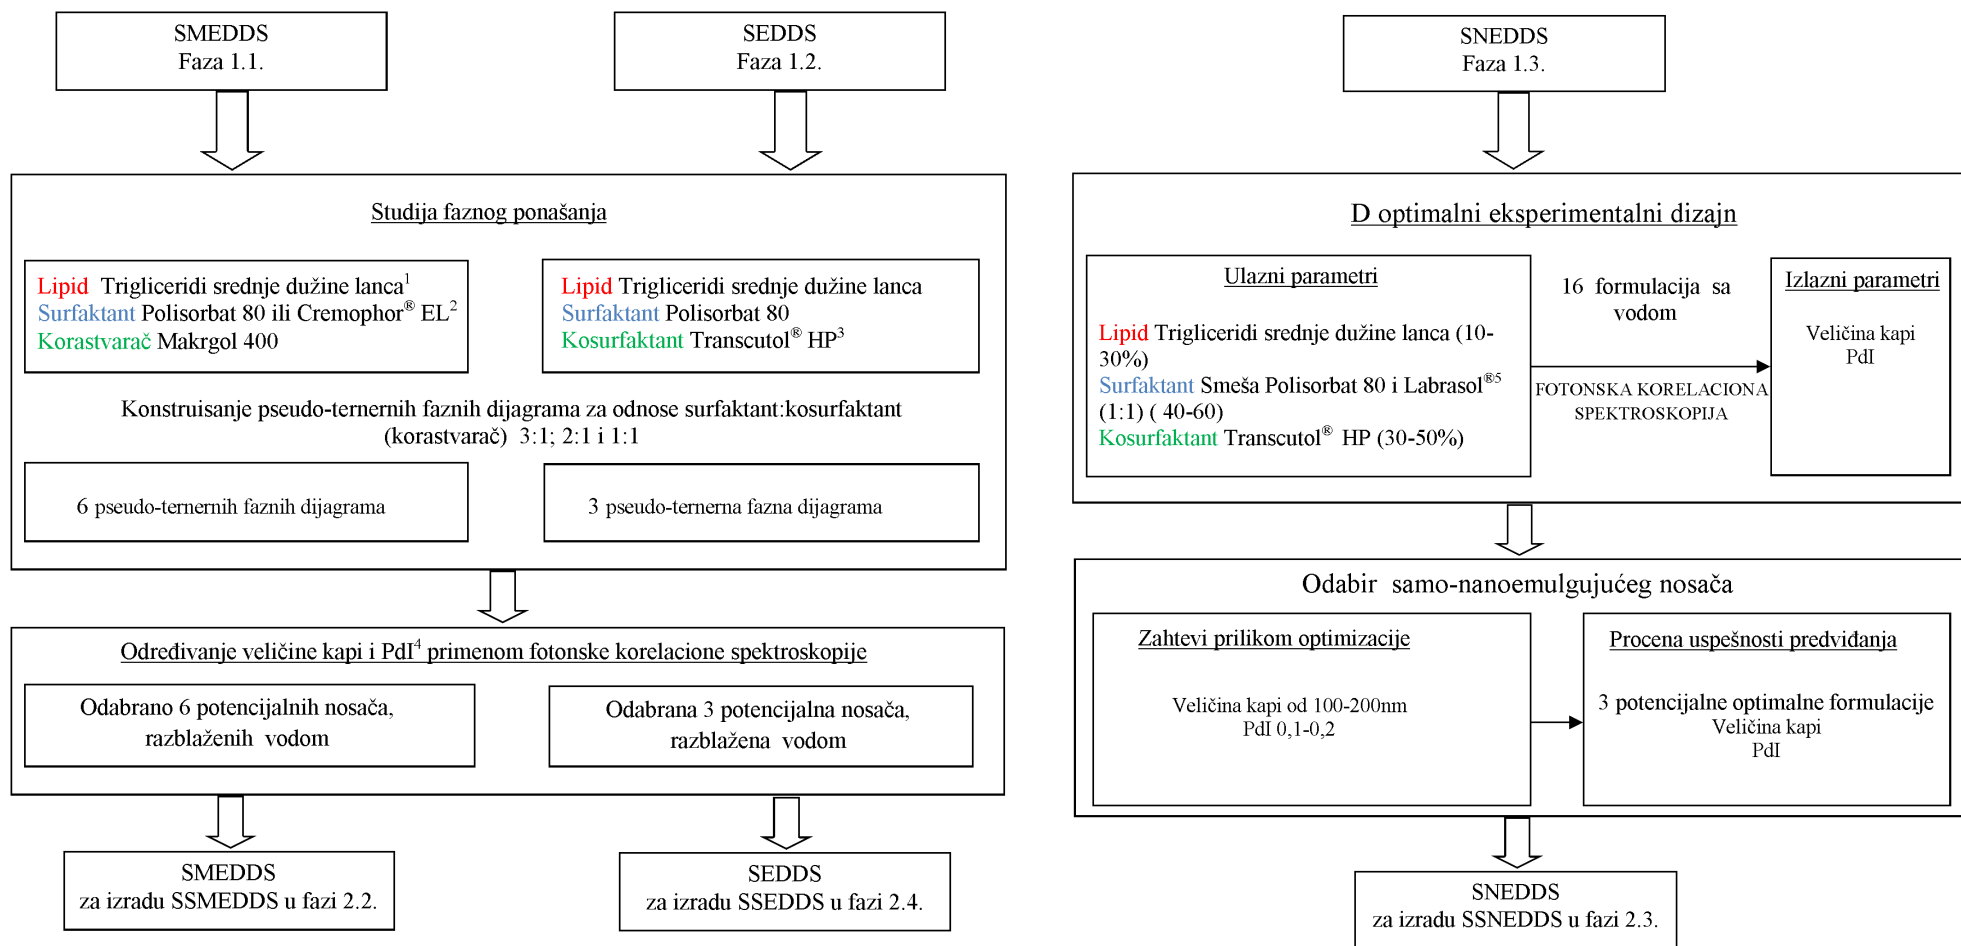 SMEDDS
Faza 1.1.
SEDDS
Faza 1.2.
Studija faznog ponašanja
Lipid Trigliceridi srednje dužine lanca¹
Surfaktant Polisorbat 80 ili Cremophor® EL²
Korastvarač Makrgol 400
Lipid Trigliceridi srednje dužine lanca
Surfaktant Polisorbat 80
Kosurfaktant Transcutol® HP³
Konstruisanje pseudo-ternernih faznih dijagrama za odnose surfaktant:kosurfaktant
(korastvarač) 3:1; 2:1 i 1:1
6 pseudo-ternernih faznih dijagrama
3 pseudo-ternerna fazna dijagrama
Određivanje veličine kapi i PdI⁴ primenom fotonske korelacione spektroskopije
Odabrano 6 potencijalnih nosača,
razblaženih vodom
Odabrana 3 potencijalna nosača,
razblažena vodom
SMEDDS
za izradu SSMEDDS u fazi 2.2.
SEDDS
za izradu SSEDDS u fazi 2.4.
SNEDDS
Faza 1.3.
D optimalni eksperimentalni dizajn
Ulazni parametri
Lipid Trigliceridi srednje dužine lanca (10-
30%)
Surfaktant Smeša Polisorbat 80 i Labrasol®⁵
(1:1) ( 40-60)
Kosurfaktant Transcutol® HP (30-50%)
16 formulacija sa
vodom
FOTONSKA KORELACIONA
SPEKTROSKOPIJA
Izlazni parametri
Veličina kapi
PdI
Odabir samo-nanoemulgujućeg nosača
Zahtevi prilikom optimizacije
Veličina kapi od 100-200nm
PdI 0,1-0,2
Procena uspešnosti predviđanja
3 potencijalne optimalne formulacije
Veličina kapi
PdI
SNEDDS
za izradu SSNEDDS u fazi 2.3.